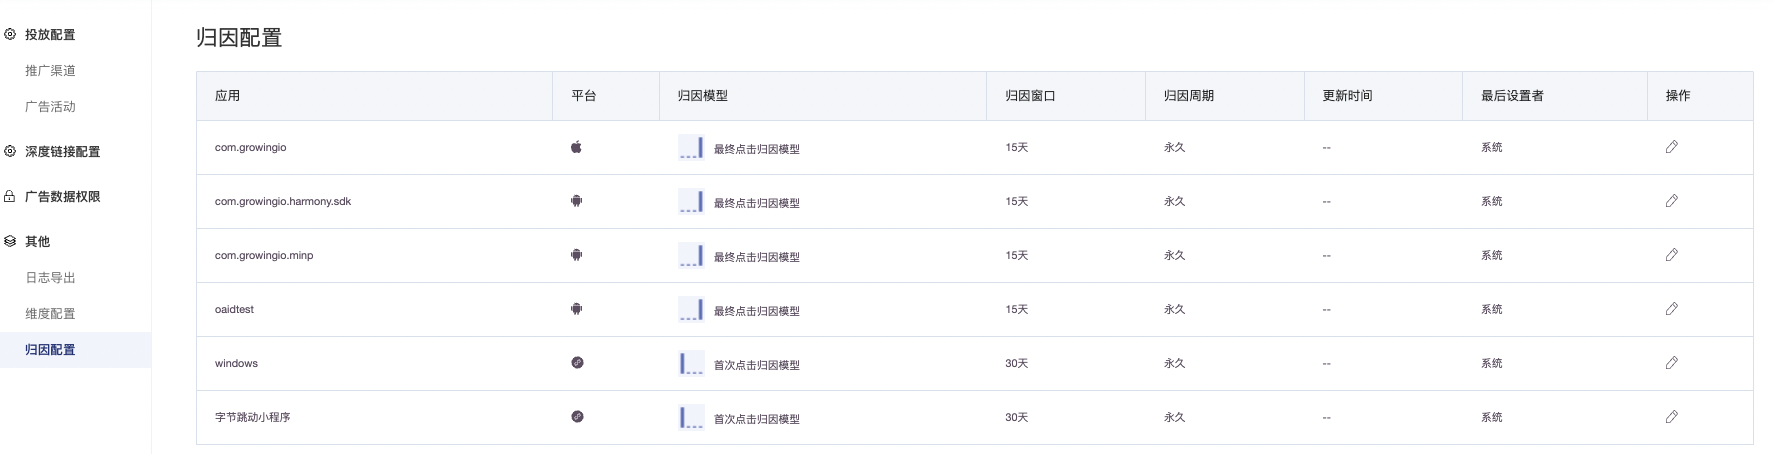 投放配置
推广渠道
广告活动
深度链接配置
广告数据权限
其他
日志导出
维度配置
归因配置
归因配置
应用 平台 归因模型 归因窗口 归因周期 更新时间 最后设置者 操作
com.growingio 最终点击归因模型 15天 永久 -- 系统
com.growingio.harmony.sdk 最终点击归因模型 15天 永久 -- 系统
com.growingio.minp 最终点击归因模型 15天 永久 -- 系统
oaidtest 最终点击归因模型 15天 永久 -- 系统
windows 首次点击归因模型 30天 永久 -- 系统
字节跳动小程序 首次点击归因模型 30天 永久 -- 系统